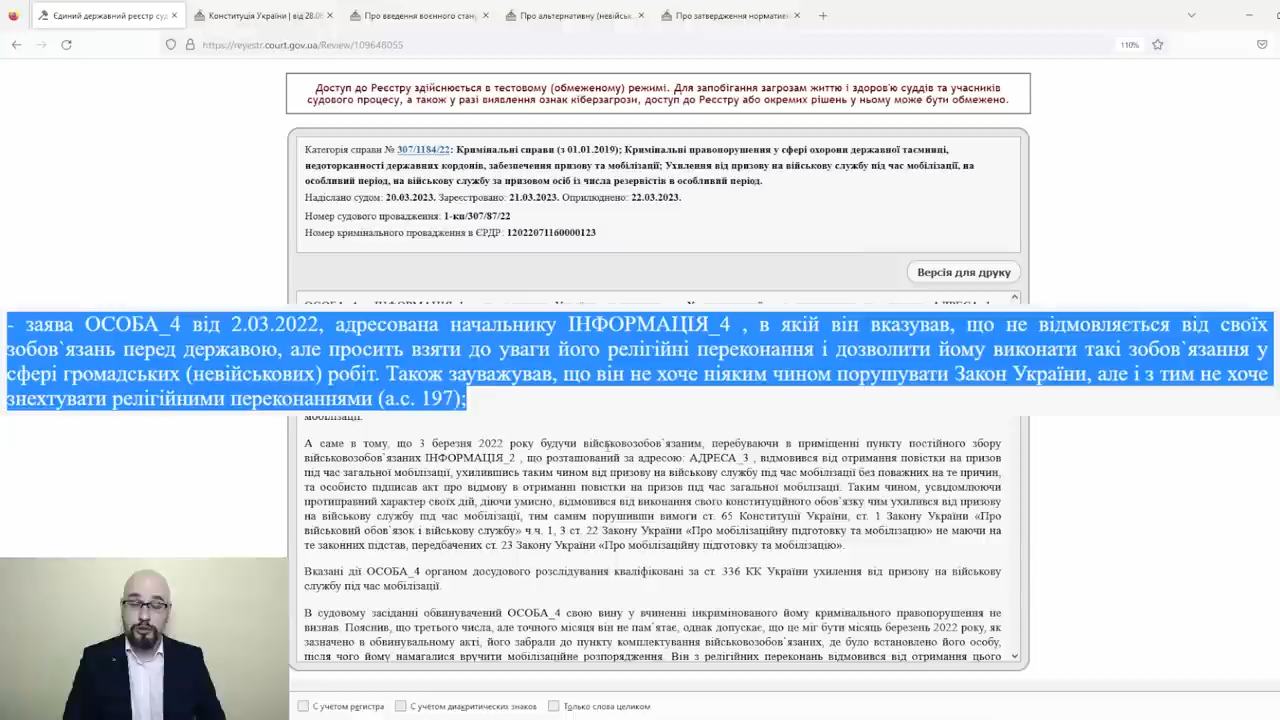 Єдиний державний реєстр суд
Конституція України | від 28.0
Про введення воєнного стан
Про альтернативну (невійськ
Про затвердження норматив
https://reyestr.court.gov.ua/Review/109648055
110%
Доступ до Реєстру здійснюється в тестовому (обмеженому) режимі. Для запобігання загрозам життю і здоров'ю суддів та учасників
судового процесу, а також у разі виявлення ознак кіберзагрози, доступ до Реєстру або окремих рішень у ньому може бути обмежено.
Категорія справи № 307/1184/22: Кримінальні справи (з 01.01.2019); Кримінальні правопорушення у сфері охорони державної таємниці,
недоторканності державних кордонів, забезпечення призову та мобілізації; Ухилення від призову на військову службу під час мобілізації, на
особливий період, на військову службу за призовом осіб із числа резервістів в особливий період.
Надіслано судом: 20.03.2023. Зареєстровано: 21.03.2023. Оприлюднено: 22.03.2023.
Номер судового провадження: 1-кп/307/87/22
Номер кримінального провадження в ЄРДР: 12022071160000123
Версія для друку
- заява ОСОБА_4 від 2.03.2022, адресована начальнику ІНФОРМАЦІЯ_4 , в якій він вказував, що не відмовляється від своїх
зобов`язань перед державою, але просить взяти до уваги його релігійні переконання і дозволити йому виконати такі зобов`язання у
сфері громадських (невійськових) робіт. Також зауважував, що він не хоче ніяким чином порушувати Закон України, але і з тим не хоче
знехтувати релігійними переконаннями (а.с. 197);
мобілізації.
А саме в тому, що 3 березня 2022 року будучи військовозобов`язаним, перебуваючи в приміщенні пункту постійного збору
військовозобов`язаних ІНФОРМАЦІЯ_2 , що розташований за адресою: АДРЕСА_3 , відмовився від отримання повістки на призов
під час загальної мобілізації, ухилившись таким чином від призову на військову службу під час мобілізації без поважних на те причин,
та особисто підписав акт про відмову в отриманні повістки на призов під час загальної мобілізації. Таким чином, усвідомлюючи
протиправний характер своїх дій, діючи умисно, відмовився від виконання свого конституційного обов`язку чим ухилився від призову
на військову службу під час мобілізації, тим самим порушивши вимоги ст. 65 Конституції України, ст. 1 Закону України «Про
військовий обов`язок і військову службу» ч.ч. 1, 3 ст. 22 Закону України «Про мобілізаційну підготовку та мобілізацію» не маючи на
те законних підстав, передбачених ст. 23 Закону України «Про мобілізаційну підготовку та мобілізацію».
Вказані дії ОСОБА_4 органом досудового розслідування кваліфіковані за ст. 336 КК України ухилення від призову на військову
службу під час мобілізації.
В судовому засіданні обвинувачений ОСОБА_4 свою вину у вчиненні інкримінованого йому кримінального правопорушення не
визнав. Пояснив, що третього числа, але точного місяця він не пам`ятає, однак допускає, що це міг бути місяць березень 2022 року, як
зазначено в обвинувальному акті, його забрали до пункту комплектування військовозобов`язаних, де було встановлено його особу,
після чого йому намагалися вручити мобілізаційне розпорядження. Він з релігійних переконань відмовився від отримання цього
С учётом регистра
С учётом диакритических знаков
Только слова целиком